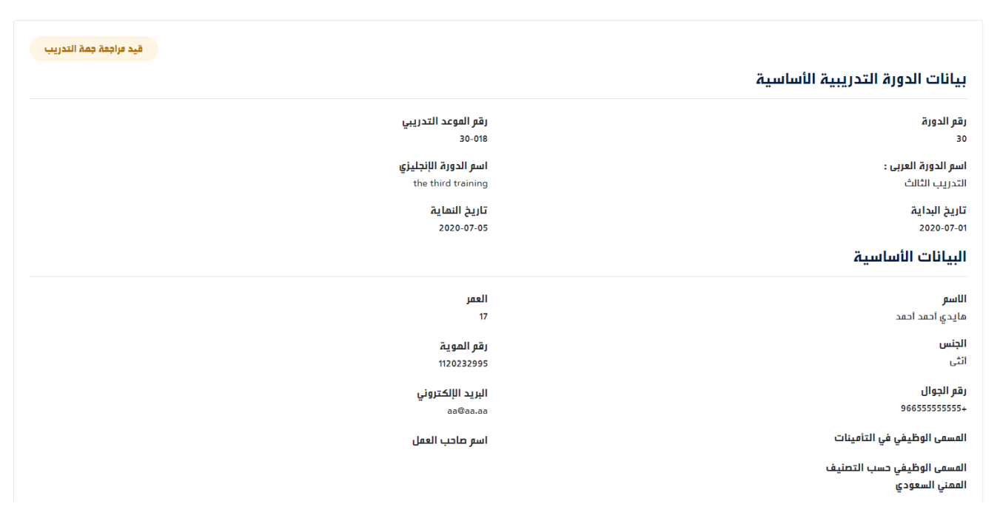 قيد مراجعة جهة التدريب
بيانات الدورة التدريبية الأساسية
رقم الدورة
30
رقم الموعد التدريبي
30-018
اسم الدورة العربى :
التدريب الثالث
اسم الدورة الإنجليزي
the third training
تاريخ البداية
2020-07-01
تاريخ النهاية
2020-07-05
البيانات الأساسية
الاسم
هايدي أحمد أحمد
العمر
17
الجنس
أنثى
رقم الهوية
1120232995
رقم الجوال
+966555555555
البريد الإلكتروني
aa@aa.aa
المسمى الوظيفي في التأمينات
اسم صاحب العمل
المسمى الوظيفي حسب التصنيف
المهني السعودي